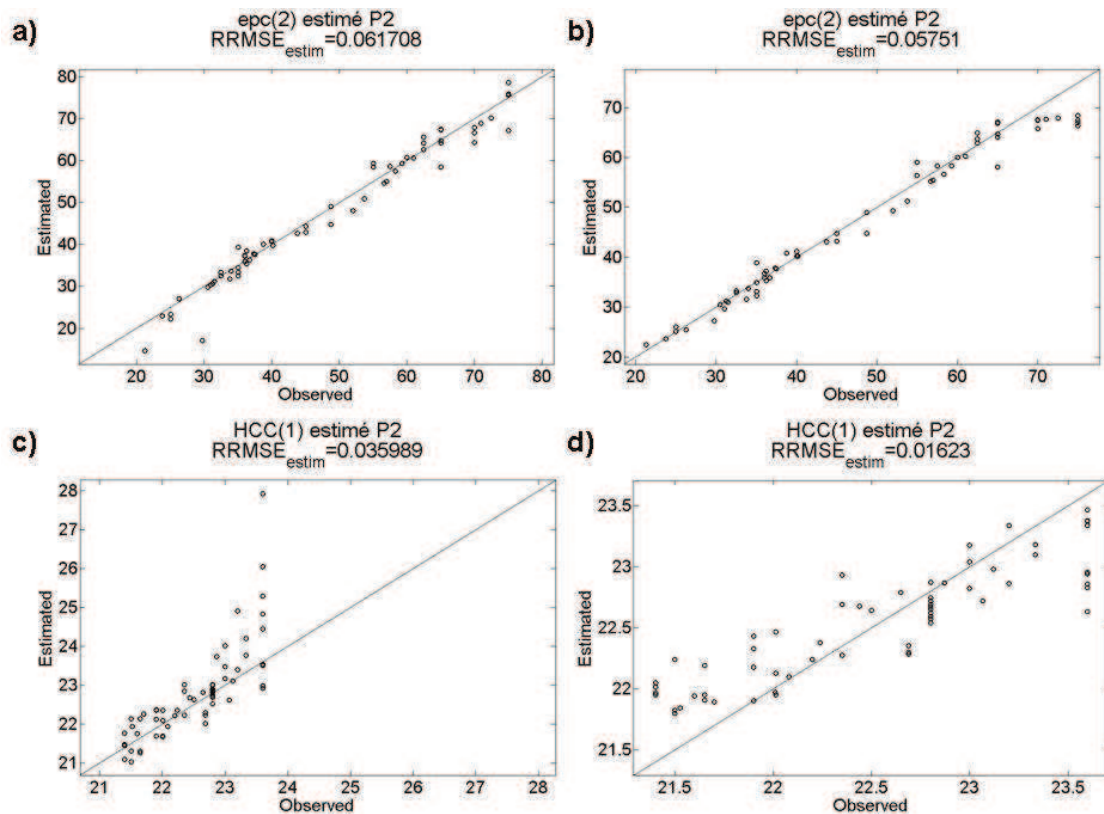 a)
epc(2) estimé P2
RRMSE_estim=0.061708
80
70
60
50
40
30
20
Estimated
20 30 40 50 60 70 80
Observed
b)
epc(2) estimé P2
RRMSE_estim=0.05751
70
60
50
40
30
20
Estimated
20 30 40 50 60 70
Observed
c)
HCC(1) estimé P2
RRMSE_estim=0.035989
28
27
26
25
24
23
22
21
Estimated
21 22 23 24 25 26 27 28
Observed
d)
HCC(1) estimé P2
RRMSE_estim=0.01623
23.5
23
22.5
22
21.5
Estimated
21.5 22 22.5 23 23.5
Observed